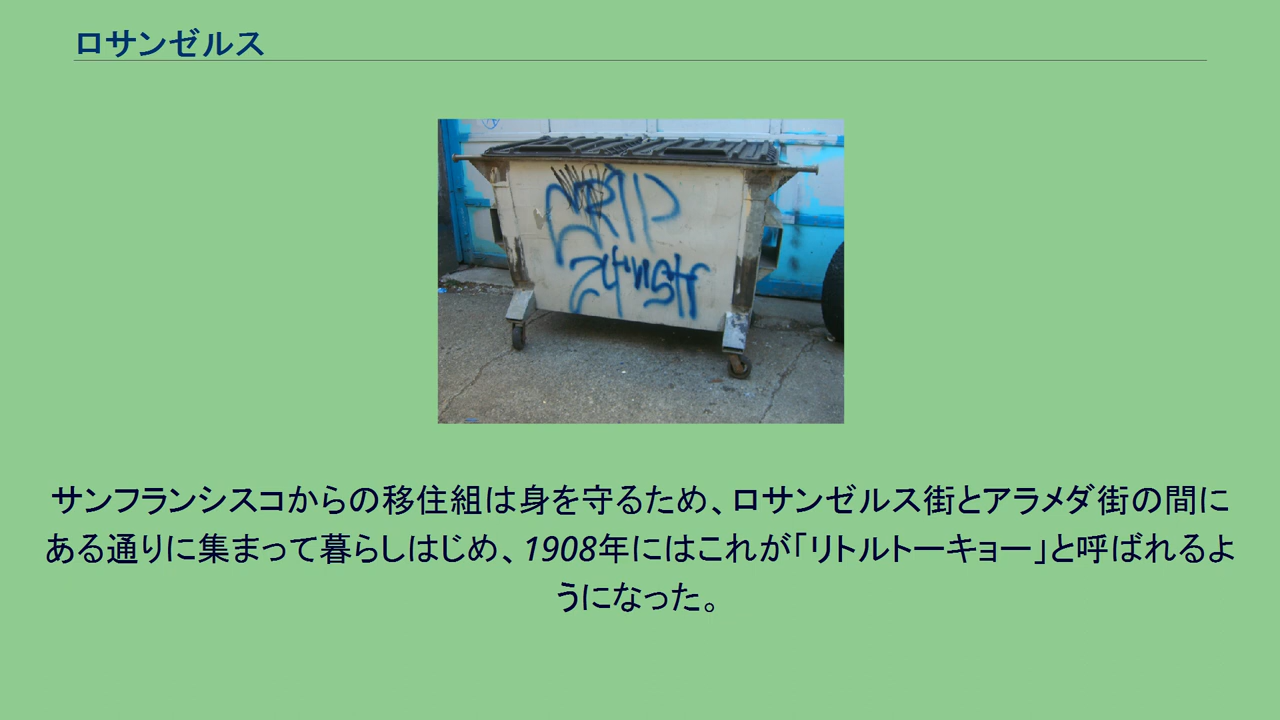 ロサンゼルス
CRIP
24th str
サンフランシスコからの移住組は身を守るため、ロサンゼルス街とアラメダ街の間に
ある通りに集まって暮らしはじめ、1908年にはこれが「リトルトーキョー」と呼ばれるよ
うになった。